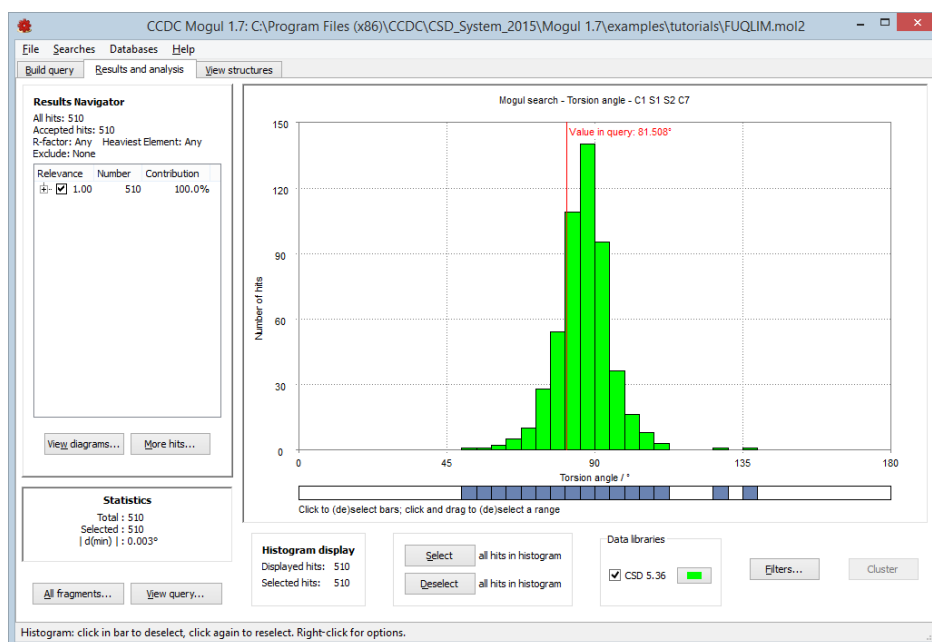 CCDC Mogul 1.7: C:\Program Files (x86)\CCDC\CSD_System_2015\Mogul 1.7\examples\tutorials\FUQLIM.mol2
File Searches Databases Help
Build query Results and analysis View structures
Results Navigator
All hits: 510
Accepted hits: 510
R-factor: Any Heaviest Element: Any
Exclude: None
Relevance Number Contribution
1.00 510 100.0%
View diagrams... More hits...
Statistics
Total : 510
Selected : 510
| d(min) | : 0.003°
All fragments... View query...
Mogul search - Torsion angle - C1 S1 S2 C7
Value in query: 81.508°
Number of hits
150
120
90
60
30
0
0 45 90 135 180
Torsion angle / °
Click to (de)select bars; click and drag to (de)select a range
Histogram display
Displayed hits: 510
Selected hits: 510
Select all hits in histogram
Deselect all hits in histogram
Data libraries
CSD 5.36
Filters...
Cluster
Histogram: click in bar to deselect, click again to reselect. Right-click for options.